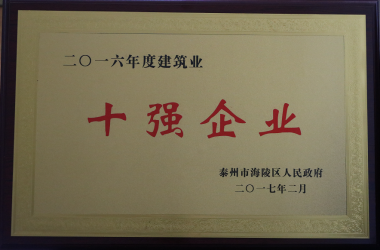 二〇一六年度建筑业
十强企业
泰州市海陵区人民政府
二〇一七年二月